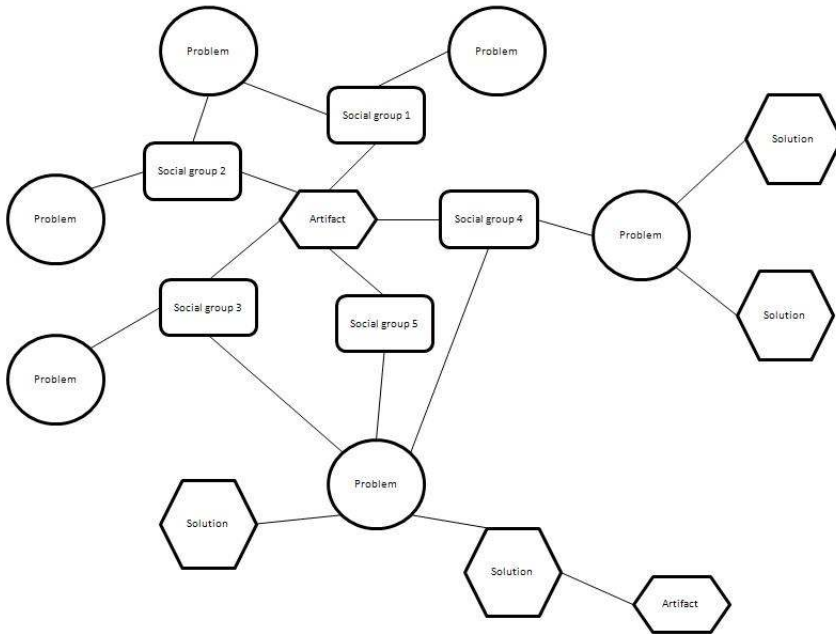 Problem
Problem
Social group 1
Solution
Social group 2
Problem
Artifact
Social group 4
Problem
Social group 3
Solution
Social group 5
Problem
Problem
Solution
Solution
Artifact